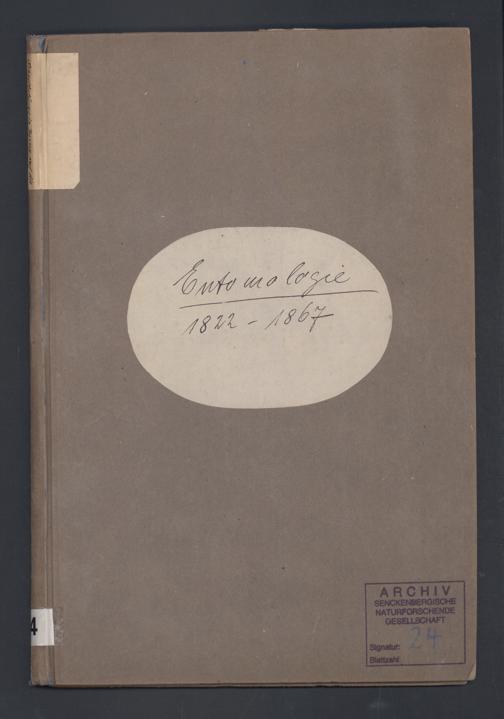 Entomologie
1822 - 1867
ARCHIV
SENCKENBERGISCHE
NATURFORSCHENDE
GESELLSCHAFT
Signatur: 24
Blattzahl:
4